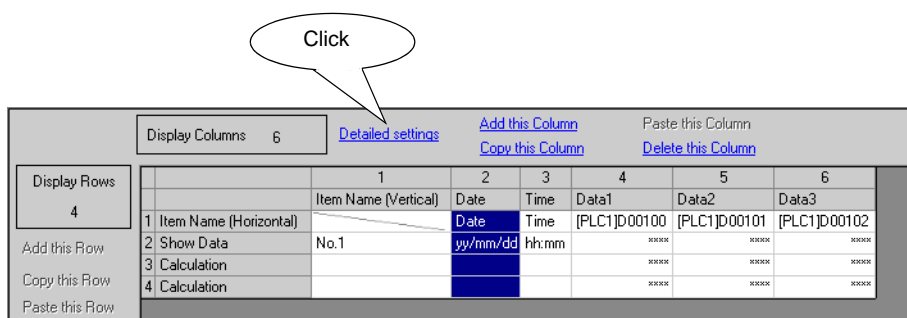 Click
Display Columns 6 Detailed settings Add this Column Paste this Column
Copy this Column Delete this Column
Display Rows
4
Add this Row
Copy this Row
Paste this Row
1 2 3 4 5 6
Item Name (Vertical) Date Time Data1 Data2 Data3
1 Item Name (Horizontal) Date Time [PLC1]D00100 [PLC1]D00101 [PLC1]D00102
2 Show Data No.1 yy/mm/dd hh:mm **** **** ****
3 Calculation **** **** ****
4 Calculation **** **** ****